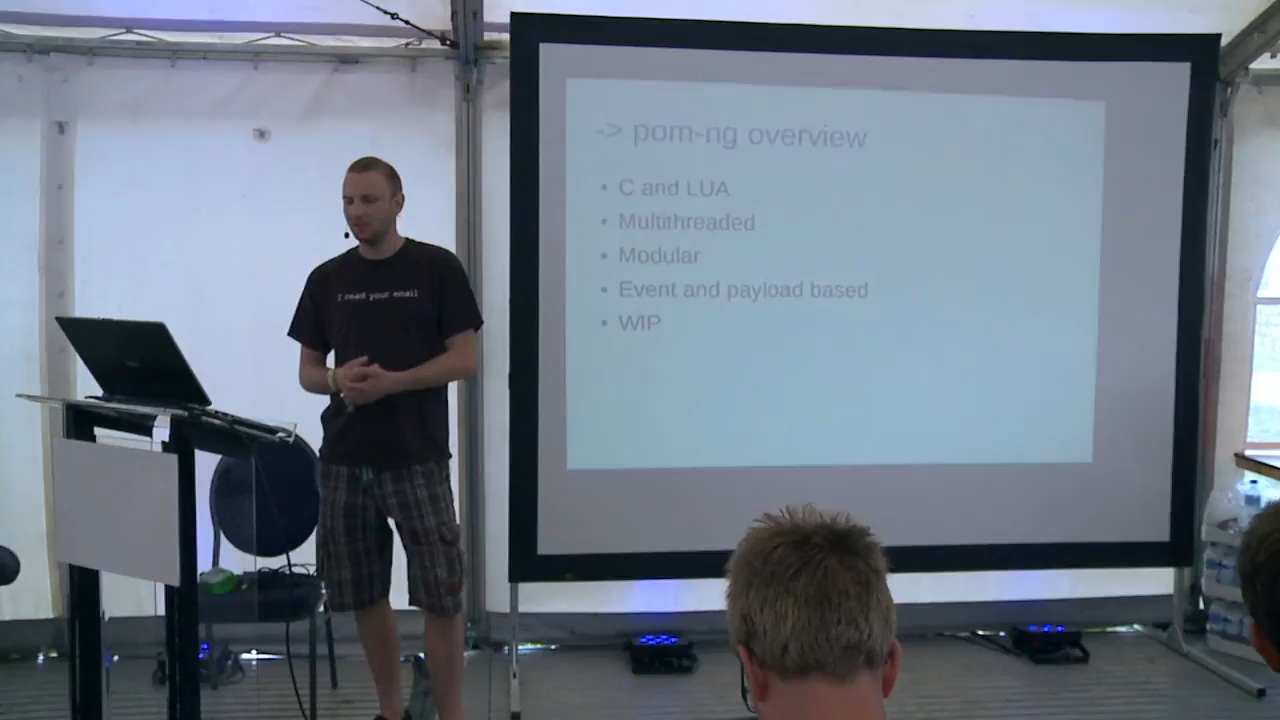 -> pom-ng overview
• C and LUA
• Multithreaded
• Modular
• Event and payload based
• WIP
I read your email